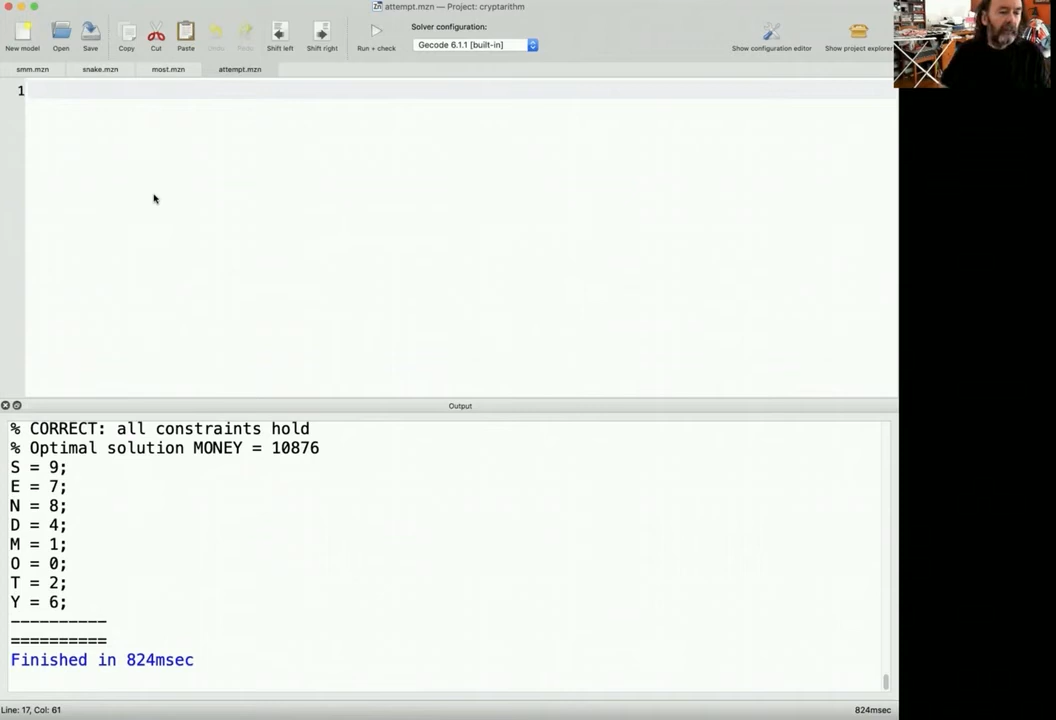 attempt.mzn — Project: cryptarithm
Solver configuration:
New model Open Save Copy Cut Paste Undo Redo Shift left Shift right Run + check Gecode 6.1.1 [built-in] Show configuration editor Show project explorer
smm.mzn snake.mzn most.mzn attempt.mzn
1
Output
% CORRECT: all constraints hold
% Optimal solution MONEY = 10876
S = 9;
E = 7;
N = 8;
D = 4;
M = 1;
O = 0;
T = 2;
Y = 6;
----------
==========
Finished in 824msec
Line: 17, Col: 61 824msec